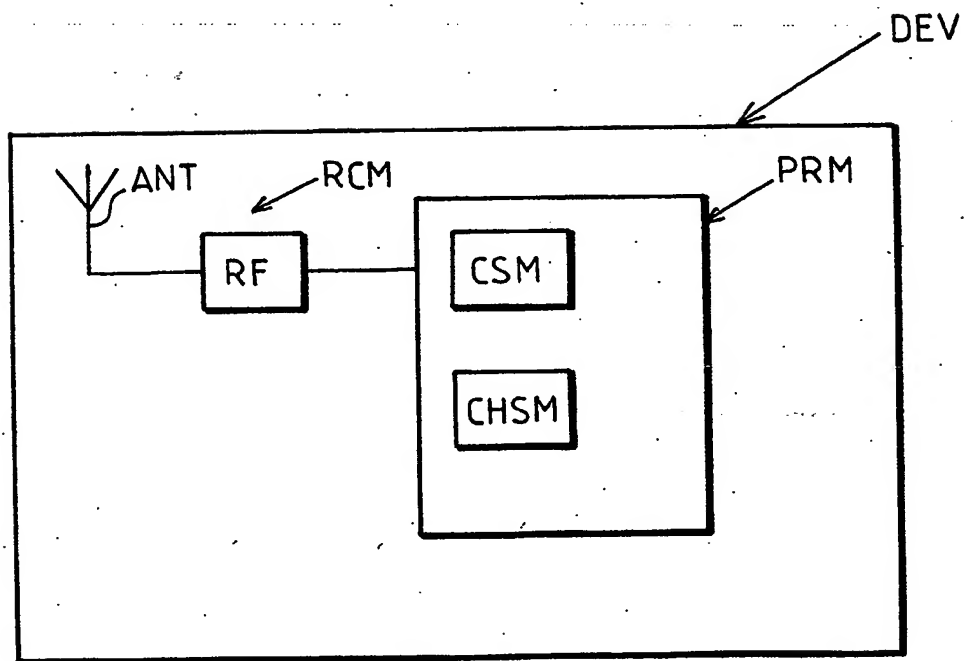 DEV
ANT
RCM
PRM
RF
CSM
CHSM